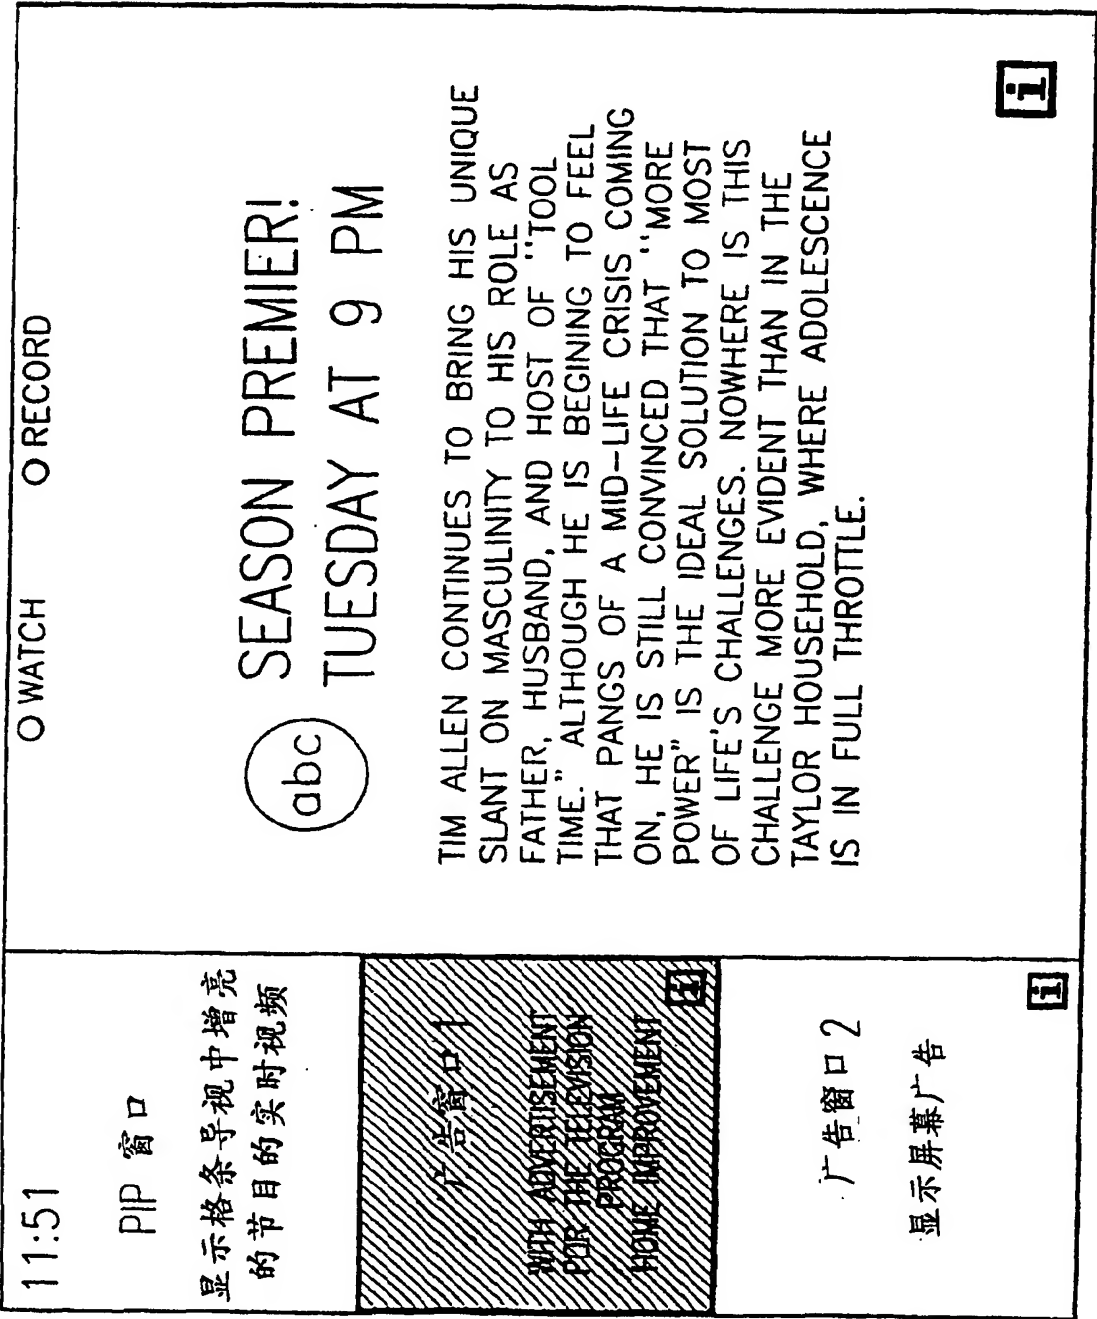 11:51
PIP 窗口
显示格条导视中增亮
的节目的实时视频
广告窗口 1
WITH ADVERTISEMENT
FOR THE TELEVISION
PROGRAM
HOME IMPROVEMENT
i
广告窗口 2
显示屏幕广告
i
O WATCH O RECORD
abc
SEASON PREMIER!
TUESDAY AT 9 PM
TIM ALLEN CONTINUES TO BRING HIS UNIQUE
SLANT ON MASCULINITY TO HIS ROLE AS
FATHER, HUSBAND, AND HOST OF "TOOL
TIME." ALTHOUGH HE IS BEGINING TO FEEL
THAT PANGS OF A MID-LIFE CRISIS COMING
ON, HE IS STILL CONVINCED THAT "MORE
POWER" IS THE IDEAL SOLUTION TO MOST
OF LIFE'S CHALLENGES. NOWHERE IS THIS
CHALLENGE MORE EVIDENT THAN IN THE
TAYLOR HOUSEHOLD, WHERE ADOLESCENCE
IS IN FULL THROTTLE.
i